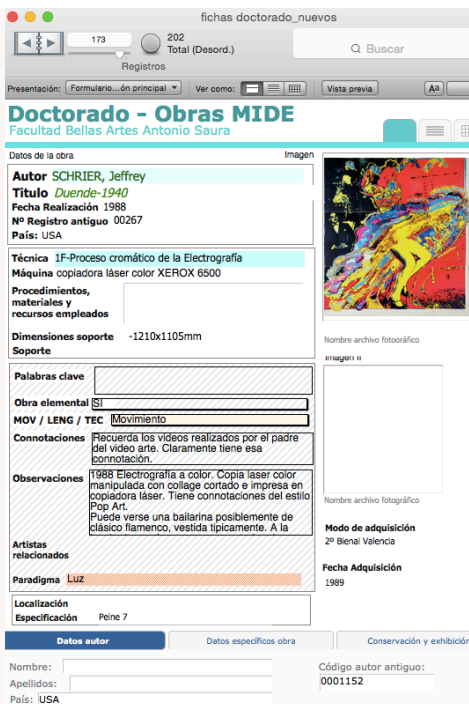 fichas doctorado_nuevos
173
202
Total (Desord.)
Registros
Buscar
Presentación: Formulario...ón principal
Ver como:
Vista previa
Aa
Doctorado - Obras MIDE
Facultad Bellas Artes Antonio Saura
Datos de la obra
Imagen
Autor SCHRIER, Jeffrey
Título Duende-1940
Fecha Realización 1988
Nº Registro antiguo 00267
País: USA
Técnica 1F-Proceso cromático de la Electrografía
Máquina copiadora láser color XEROX 6500
Procedimientos,
materiales y
recursos empleados
Dimensiones soporte -1210x1105mm
Soporte
Nombre archivo fotográfico
Imagen II
Palabras clave
Obra elemental SI
MOV / LENG / TEC Movimiento
Connotaciones Recuerda los videos realizados por el padre
del video arte. Claramente tiene esa
connotación.
Observaciones 1988 Electrografía a color. Copia laser color
manipulada con collage cortado e impresa en
copiadora láser. Tiene connotaciones del estilo
Pop Art.
Puede verse una bailarina posiblemente de
clásico flamenco, vestida tipicamente. A la
Artistas
relacionados
Paradigma Luz
Nombre archivo fotográfico
Modo de adquisición
2º Bienal Valencia
Fecha Adquisición
1989
Localización
Especificación Peine 7
Datos autor
Datos específicos obra
Conservación y exhibición
Nombre:
Apellidos:
País: USA
Código autor antiguo:
0001152